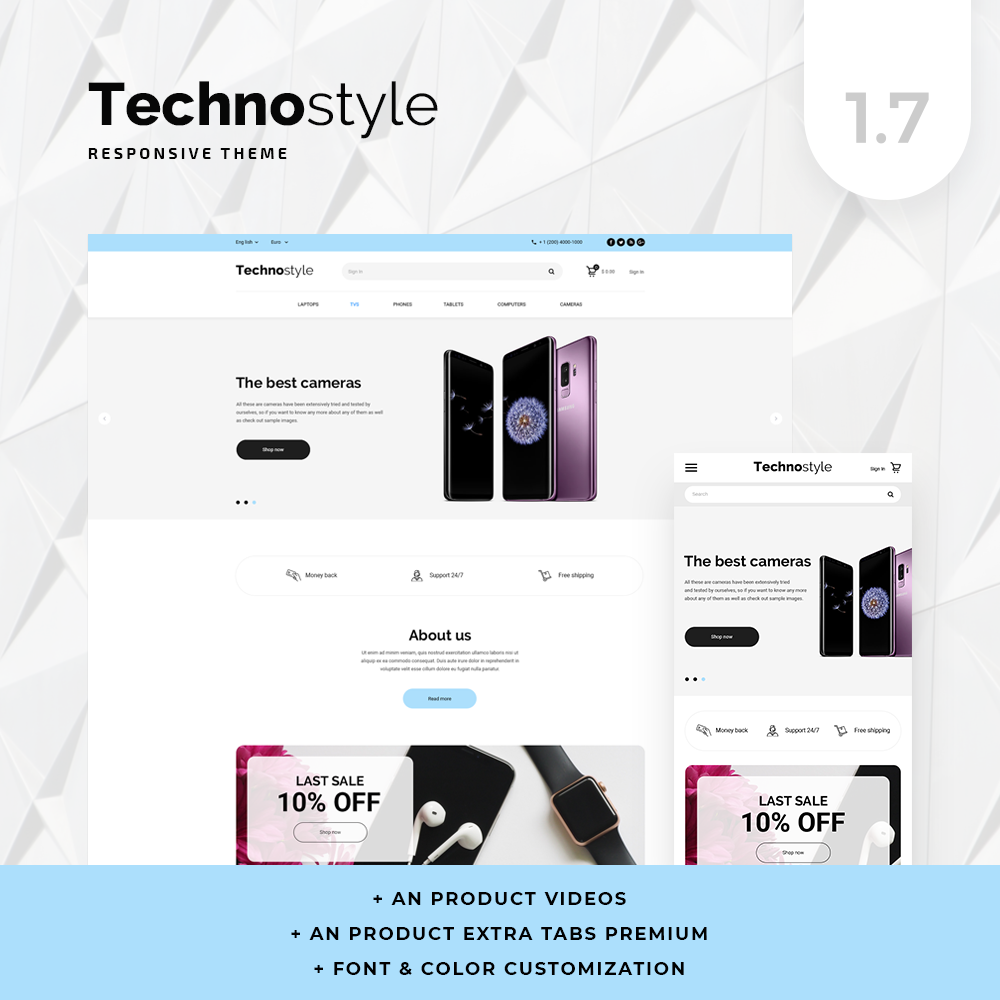 Technostyle
RESPONSIVE THEME
1.7
English
Euro
+ 1 (200) 4000-1000
Technostyle
Sign in
0
$ 0.00
Sign In
LAPTOPS
TVS
PHONES
TABLETS
COMPUTERS
CAMERAS
The best cameras
All these are cameras have been extensively tried and tested by
ourselves, so if you want to know any more about any of them as well
as check out sample images.
Shop now
Money back
Support 24/7
Free shipping
About us
Ut enim ad minim veniam, quis nostrud exercitation ullamco laboris nisi ut
aliquip ex ea commodo consequat. Duis aute irure dolor in reprehenderit in
voluptate velit esse cillum dolore eu fugiat nulla pariatur.
Read more
LAST SALE
10% OFF
Shop now
Technostyle
Sign In
Search
The best cameras
All these are cameras have been extensively tried
and tested by ourselves, so if you want to know any more
about any of them as well as check out sample images.
Shop now
Money back
Support 24/7
Free shipping
LAST SALE
10% OFF
Shop now
+ AN PRODUCT VIDEOS
+ AN PRODUCT EXTRA TABS PREMIUM
+ FONT & COLOR CUSTOMIZATION